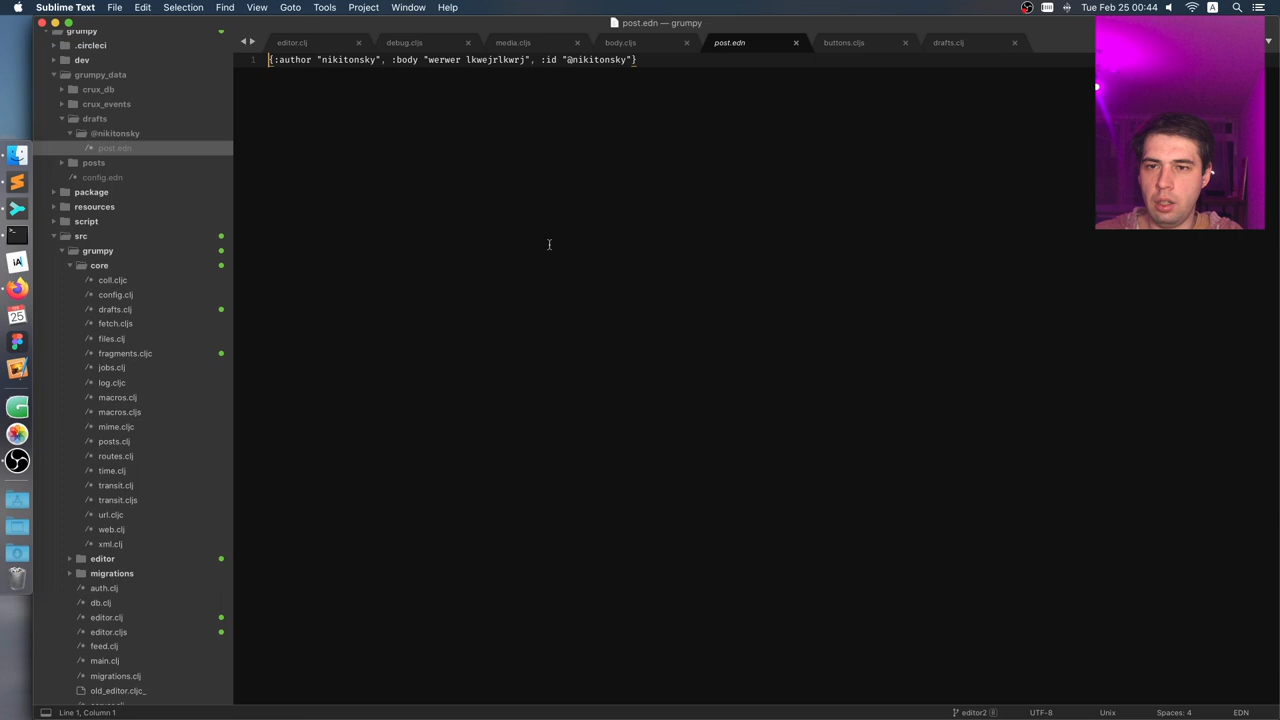 Sublime Text File Edit Selection Find View Goto Tools Project Window Help
A Tue Feb 25 00:44
post.edn — grumpy
editor.clj
debug.cljs
media.cljs
body.cljs
post.edn
buttons.cljs
drafts.clj
1 {:author "nikitonsky", :body "werwer lkwejrlkwrj", :id "@nikitonsky"}
grumpy
.circleci
dev
grumpy_data
crux_db
crux_events
drafts
@nikitonsky
/* post.edn
posts
/* config.edn
package
resources
script
src
grumpy
core
/* coll.cljc
/* config.clj
/* drafts.clj
/* fetch.cljs
/* files.clj
/* fragments.cljc
/* jobs.clj
/* log.cljc
/* macros.clj
/* macros.cljs
/* mime.cljc
/* posts.clj
/* routes.clj
/* time.clj
/* transit.clj
/* transit.cljs
/* url.cljc
/* web.clj
/* xml.clj
editor
migrations
/* auth.clj
/* db.clj
/* editor.clj
/* editor.cljs
/* feed.clj
/* main.clj
/* migrations.clj
old_editor.cljc_
iA
25
Line 1, Column 1
editor2 8
UTF-8
Unix
Spaces: 4
EDN